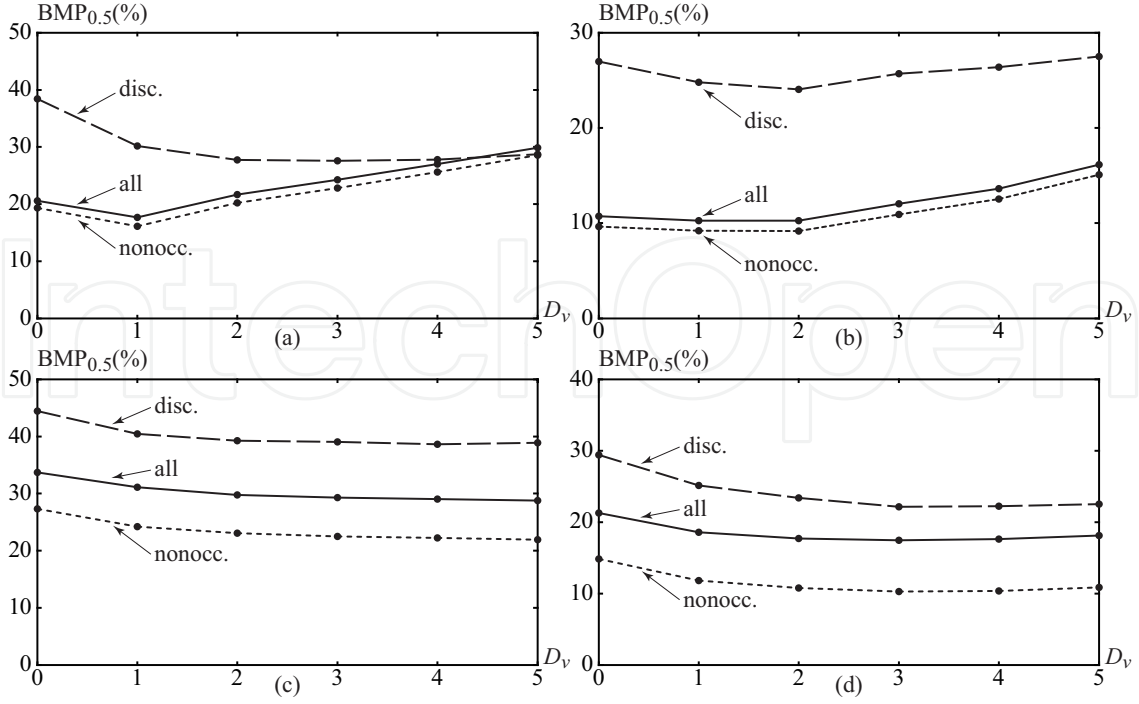 BMP0.5(%)
50
40
30
20
10
0
disc.
all
nonocc.
0 1 2 3 4 5
Dv
(a)
BMP0.5(%)
30
20
10
0
disc.
all
nonocc.
0 1 2 3 4 5
Dv
(b)
BMP0.5(%)
50
40
30
20
10
0
disc.
all
nonocc.
0 1 2 3 4 5
Dv
(c)
BMP0.5(%)
40
30
20
10
0
disc.
all
nonocc.
0 1 2 3 4 5
Dv
(d)
IntechOpen